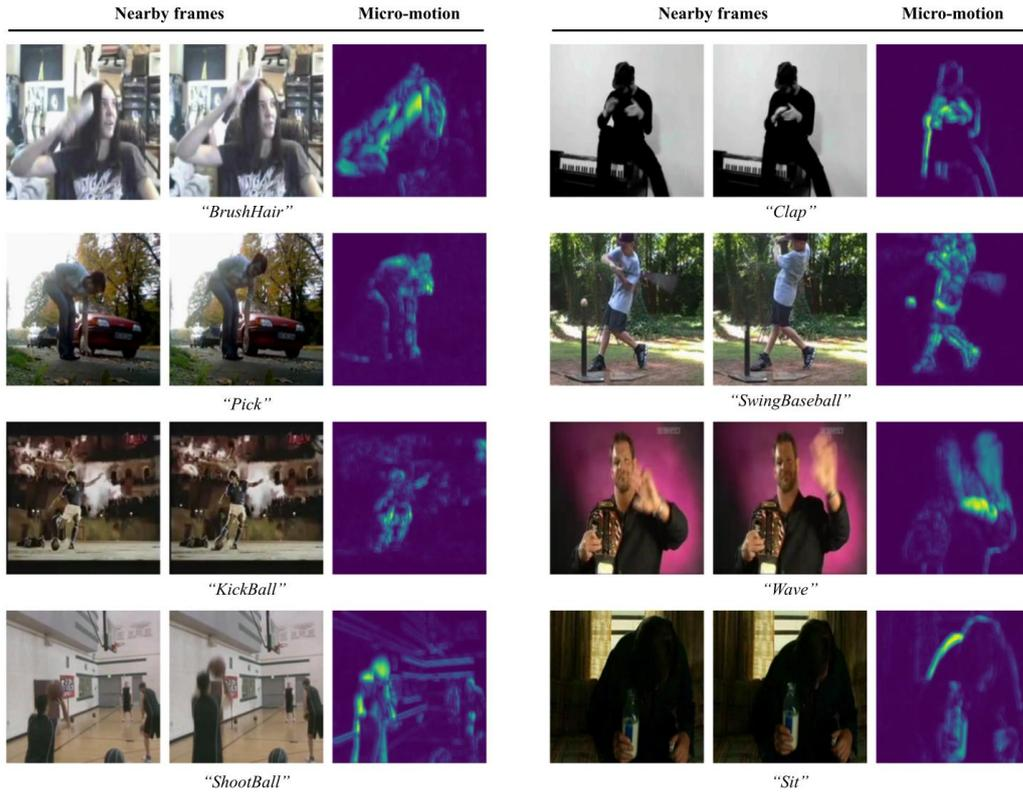 Nearby frames Micro-motion Nearby frames Micro-motion
“BrushHair” “Clap”
“Pick” “SwingBaseball”
“KickBall” “Wave”
“ShootBall” “Sit”